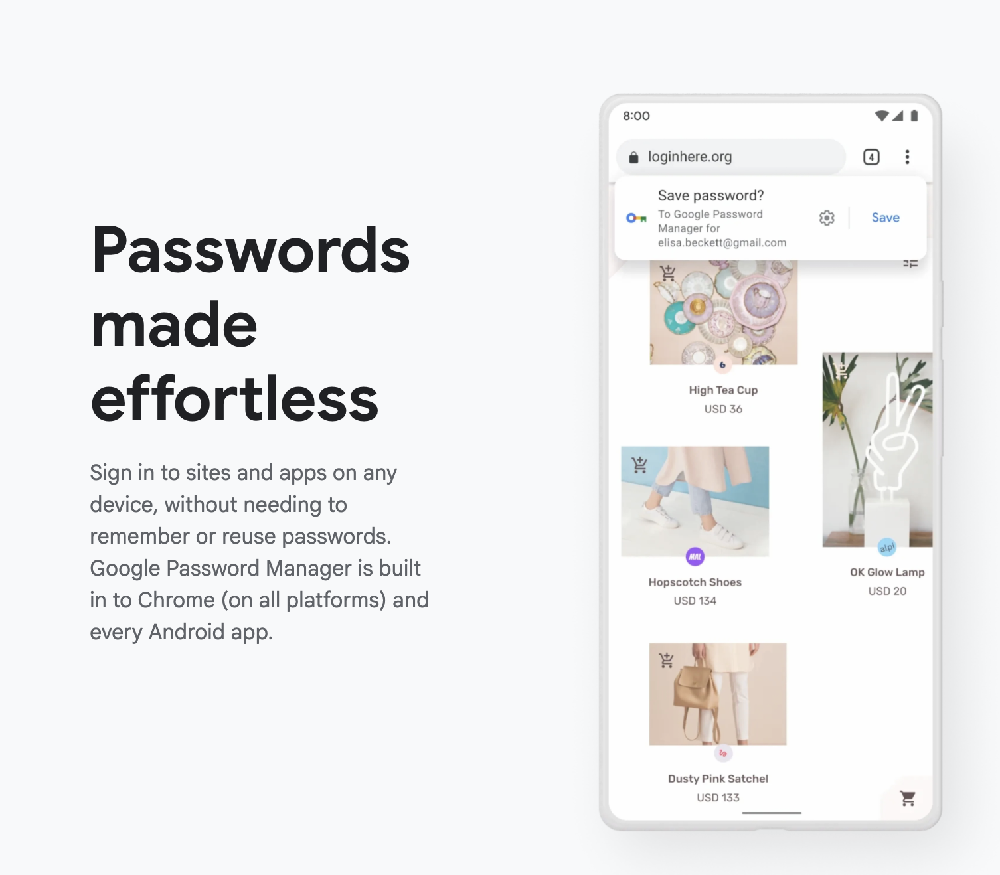 Passwords
made
effortless
Sign in to sites and apps on any
device, without needing to
remember or reuse passwords.
Google Password Manager is built
in to Chrome (on all platforms) and
every Android app.
8:00
loginhere.org
4
Save password?
To Google Password
Manager for
elisa.beckett@gmail.com
Save
6
High Tea Cup
USD 36
MAL
Hopscotch Shoes
USD 134
alpi
OK Glow Lamp
USD 20
Dusty Pink Satchel
USD 133